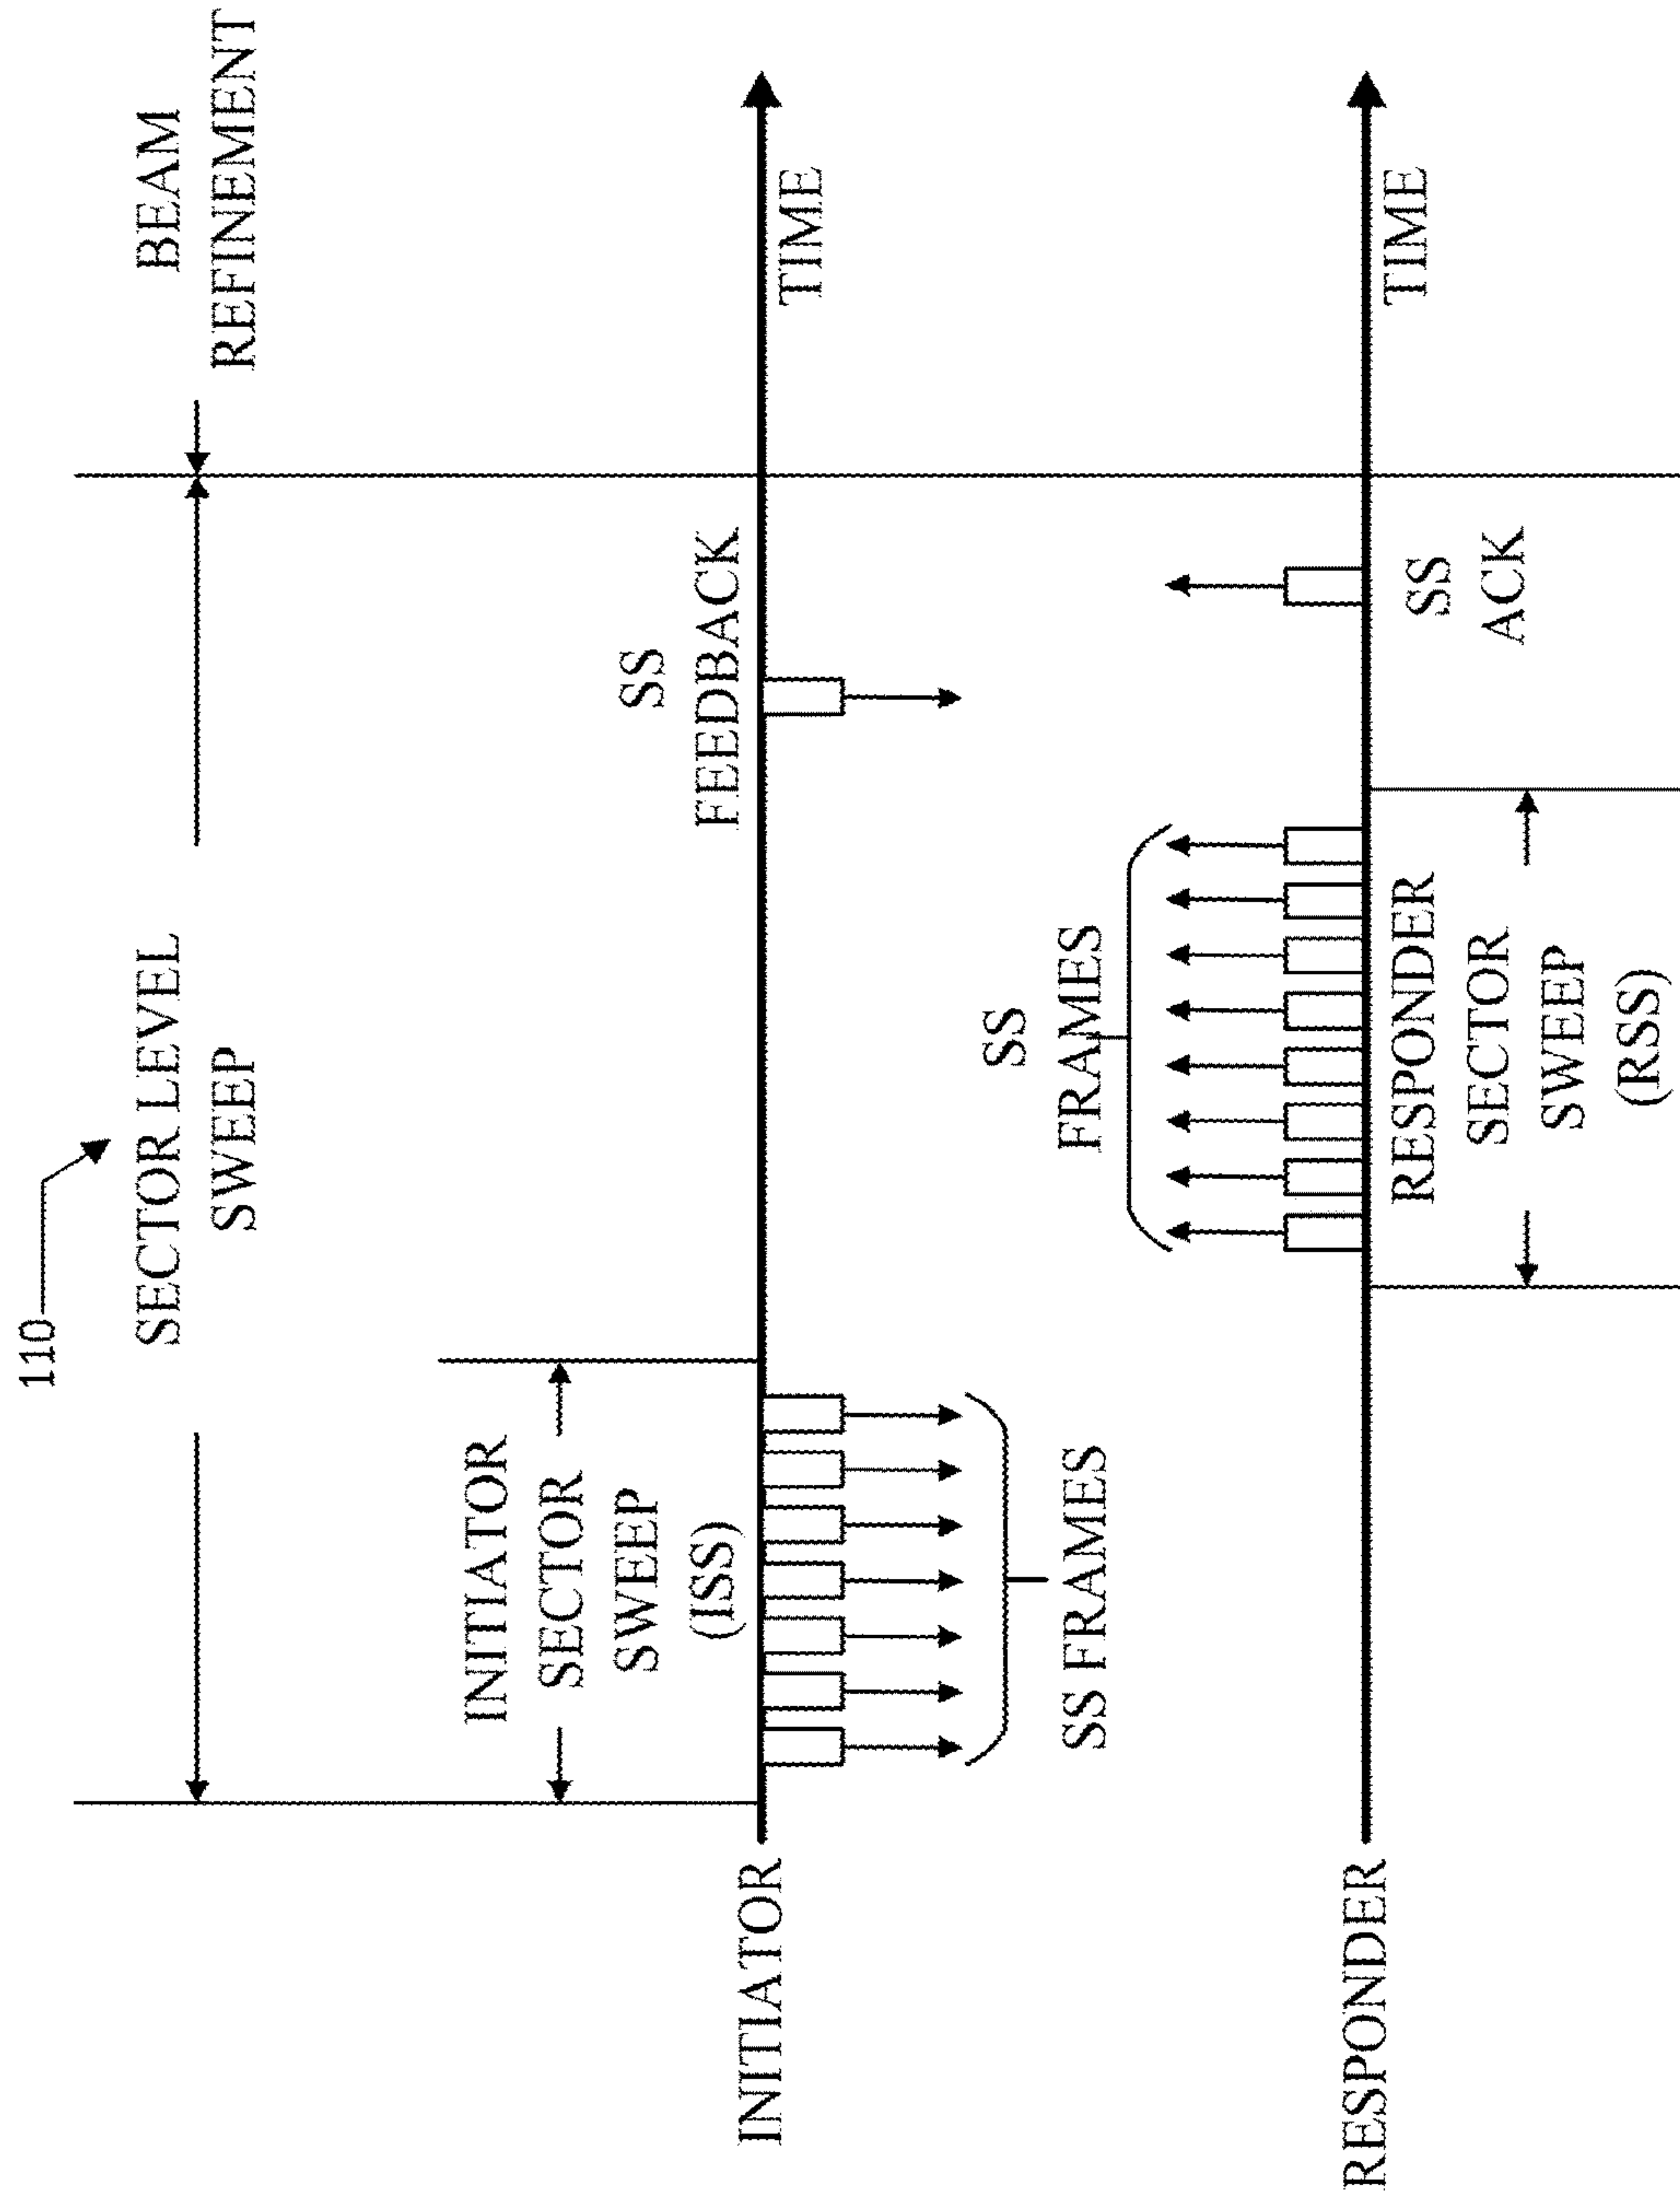 110
SECTOR LEVEL
SWEEP
BEAM
REFINEMENT
INITIATOR
SECTOR
SWEEP
(ISS)
SS
FEEDBACK
INITIATOR
TIME
SS FRAMES
SS
FRAMES
RESPONDER
TIME
RESPONDER
SECTOR
SWEEP
(RSS)
SS
ACK